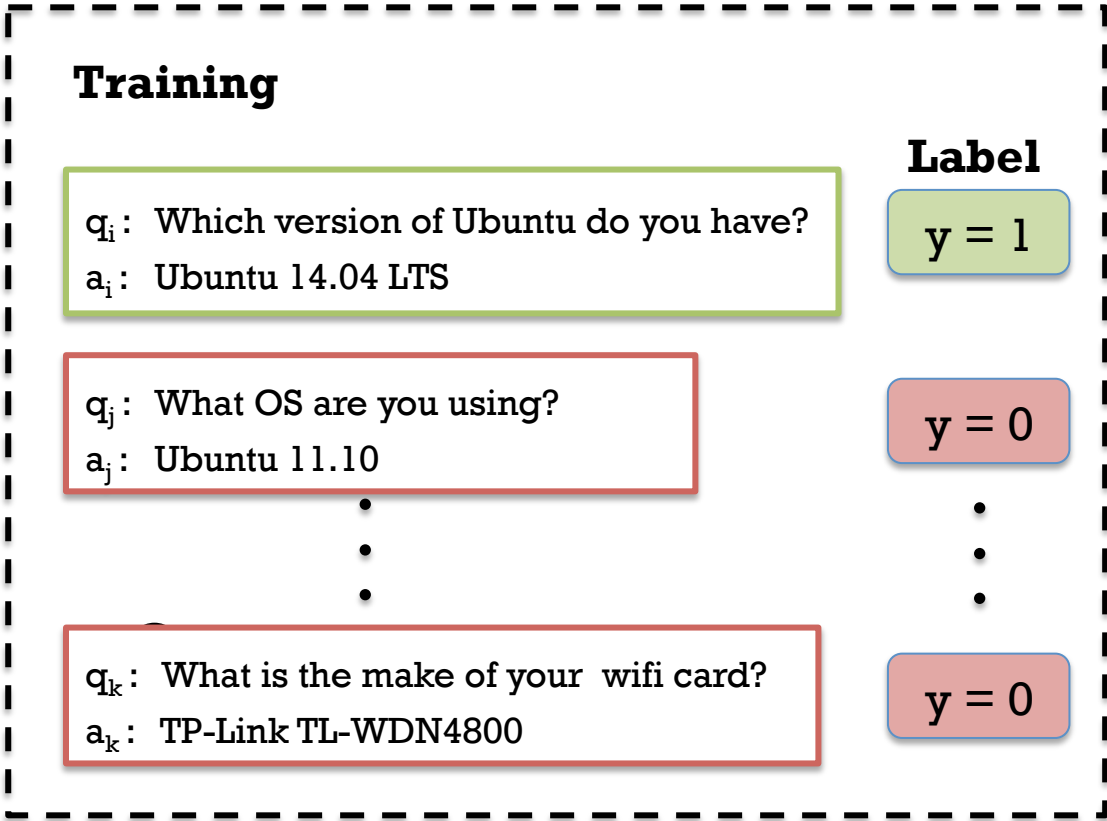 Training
Label
qᵢ : Which version of Ubuntu do you have?
aᵢ : Ubuntu 14.04 LTS
y = 1
qⱼ : What OS are you using?
aⱼ : Ubuntu 11.10
y = 0
qₖ : What is the make of your wifi card?
aₖ : TP-Link TL-WDN4800
y = 0